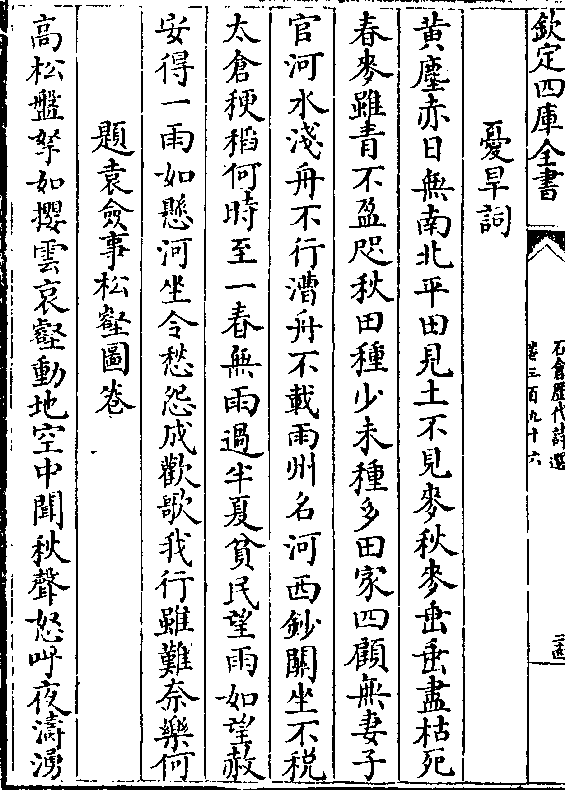 欽定四庫全書
石倉歷代詩選
卷三百九十六
憂旱詞
黄塵赤日無南北平田見土不見麥秋麥垂垂盡枯死
春麥雖青不盈咫秋田種少未種多田家四顧無妻子
官河水淺舟不行漕舟不載兩州名河西鈔關坐不税
太倉粳稻何時至一春無雨過半夏貧民望雨如望赦
安得一雨如懸河坐令愁怨成歡歌我行雖難奈樂何
題袁僉事松壑圖卷
高松盤拏如攫雲哀壑動地空中聞秋聲怒呌夜濤湧